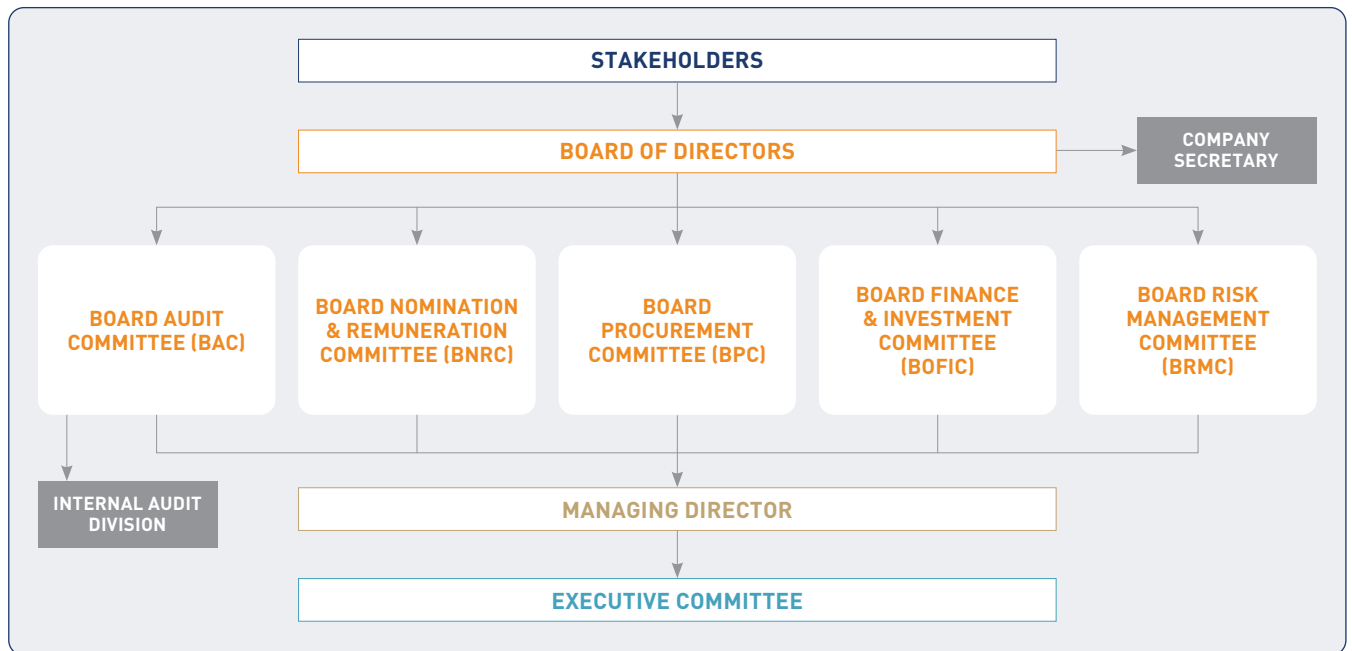 STAKEHOLDERS
BOARD OF DIRECTORS
COMPANY
SECRETARY
BOARD AUDIT
COMMITTEE (BAC)
BOARD NOMINATION
& REMUNERATION
COMMITTEE (BNRC)
BOARD
PROCUREMENT
COMMITTEE (BPC)
BOARD FINANCE
& INVESTMENT
COMMITTEE
(BOFIC)
BOARD RISK
MANAGEMENT
COMMITTEE
(BRMC)
INTERNAL AUDIT
DIVISION
MANAGING DIRECTOR
EXECUTIVE COMMITTEE